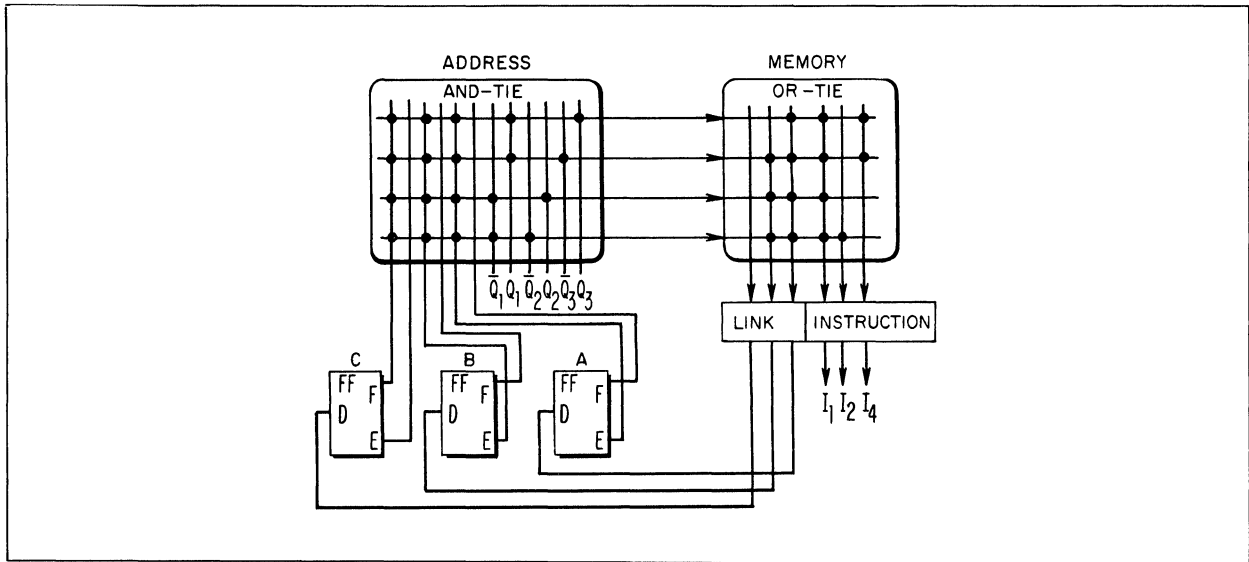 ADDRESS
MEMORY
AND-TIE
OR-TIE
Q̅1 Q1 Q̅2 Q2 Q̅3 Q3
LINK
INSTRUCTION
C
B
A
FF
F
D
E
FF
F
D
E
FF
F
D
E
I1 I2 I4